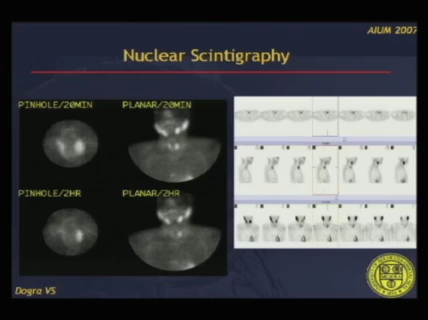 AIUM 2007
Nuclear Scintigraphy
PINHOLE/20MIN
PLANAR/20MIN
PINHOLE/2HR
PLANAR/2HR
Dogra VS